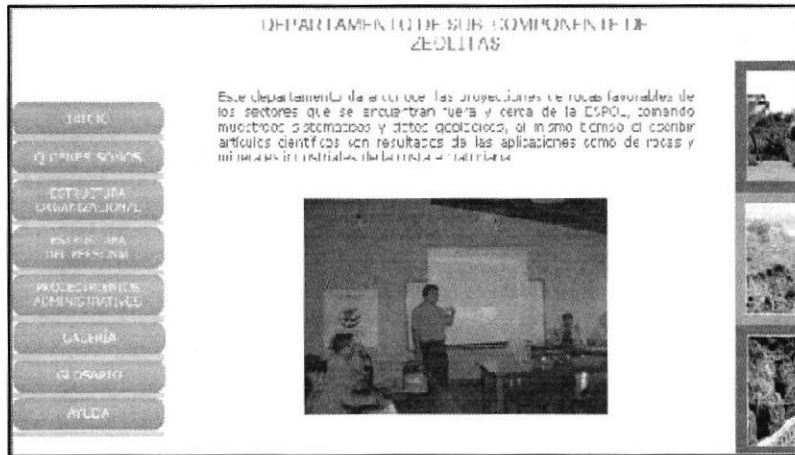 DEPARTAMENTO DE SUB COMPONENTE DE
ZEOLITAS
Este departamento da a conocer las proyecciones de rocas favorables de
los sectores que se encuentran fuera y cerca de la ESPOL, tomando
muestreos sistemáticos y datos geológicos, al mismo tiempo el escribir
artículos científicos con resultados de las aplicaciones como de rocas y
minerales industriales de la costa ecuatoriana
INICIO
QUIENES SOMOS
ESTRUCTURA
ORGANIZACIONAL
ESTRUCTURA
DEL PERSONAL
PROCEDIMIENTOS
ADMINISTRATIVOS
GALERÍA
GLOSARIO
AYUDA